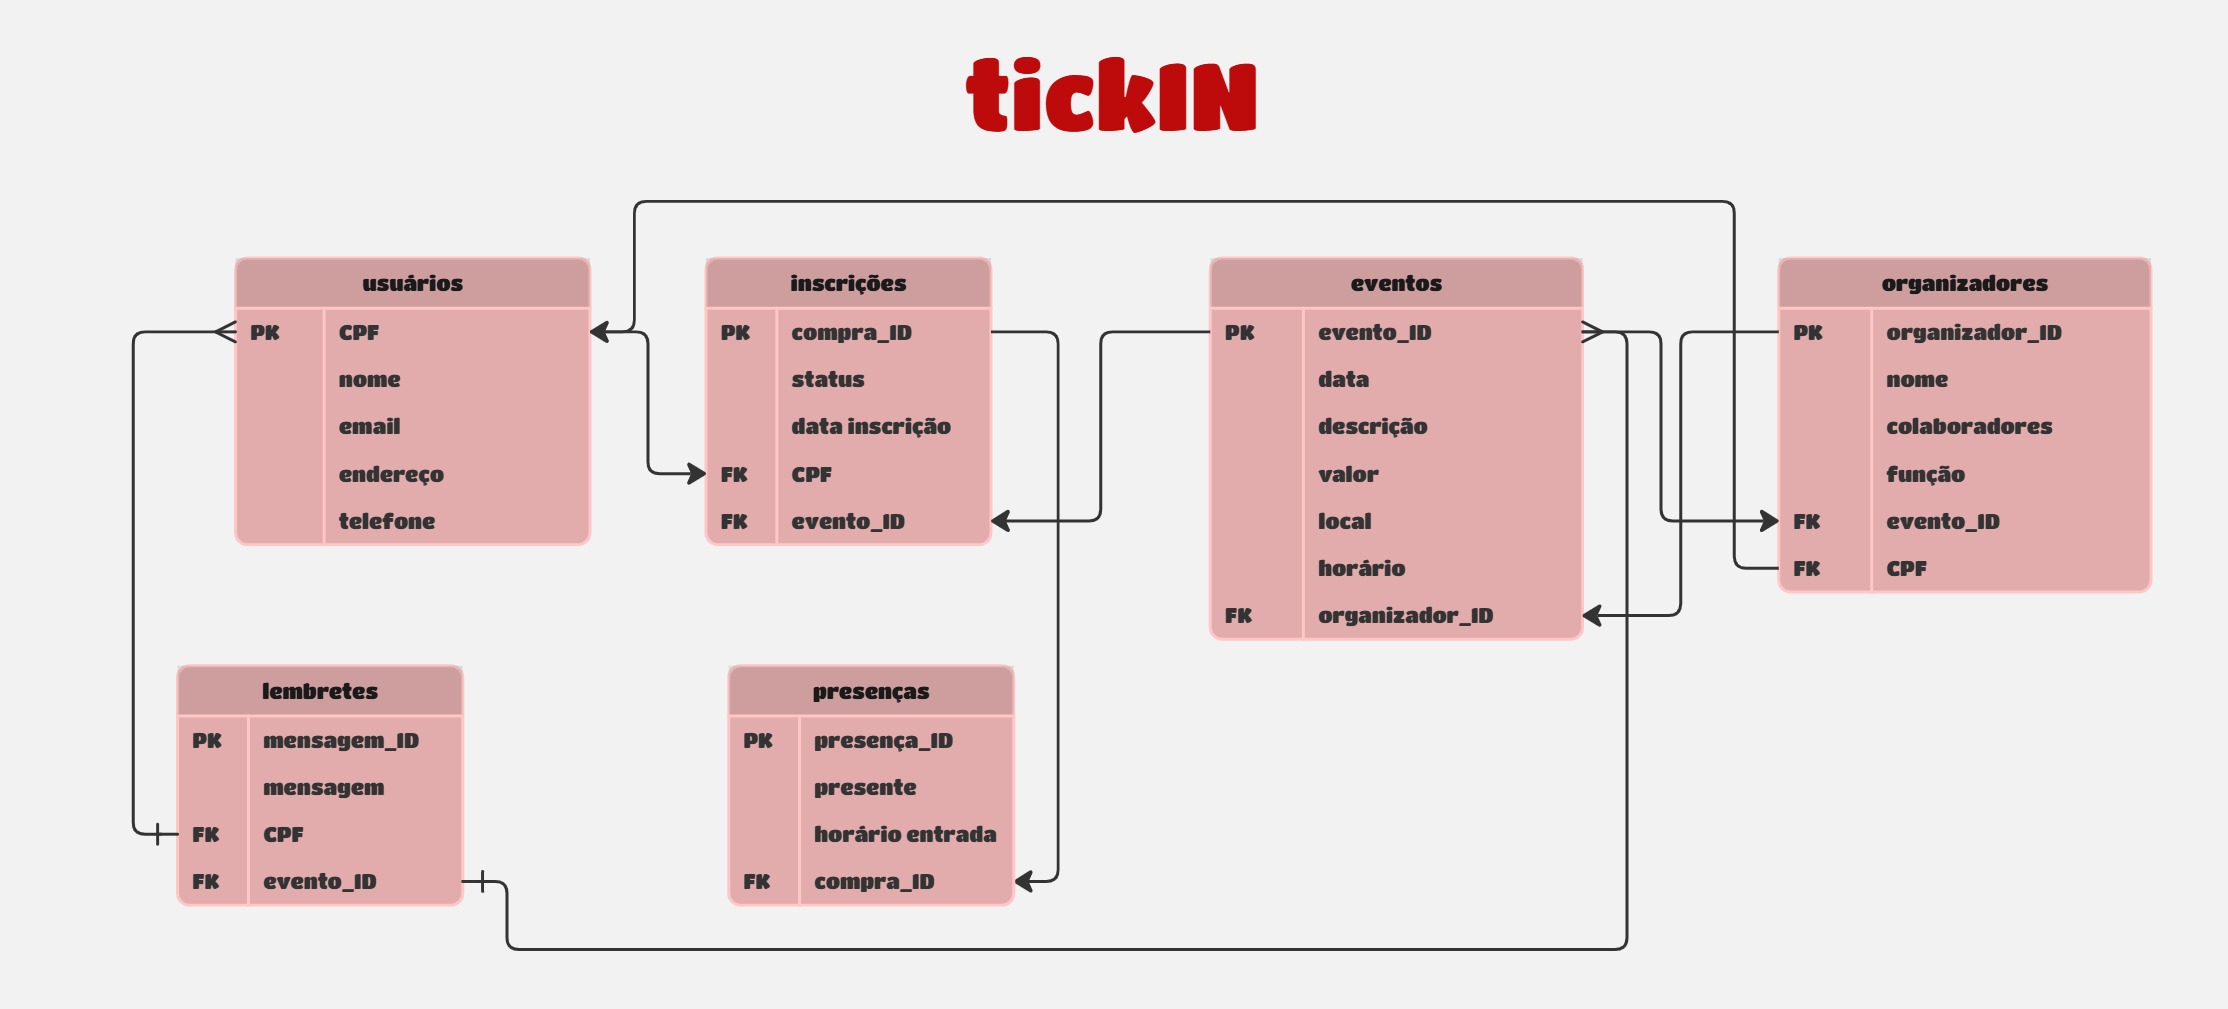 tickIN
usuários
PK CPF
nome
email
endereço
telefone
inscrições
PK compra_ID
status
data inscrição
FK CPF
FK evento_ID
eventos
PK evento_ID
data
descrição
valor
local
horário
FK organizador_ID
organizadores
PK organizador_ID
nome
colaboradores
função
FK evento_ID
FK CPF
lembretes
PK mensagem_ID
mensagem
FK CPF
FK evento_ID
presenças
PK presença_ID
presente
horário entrada
FK compra_ID